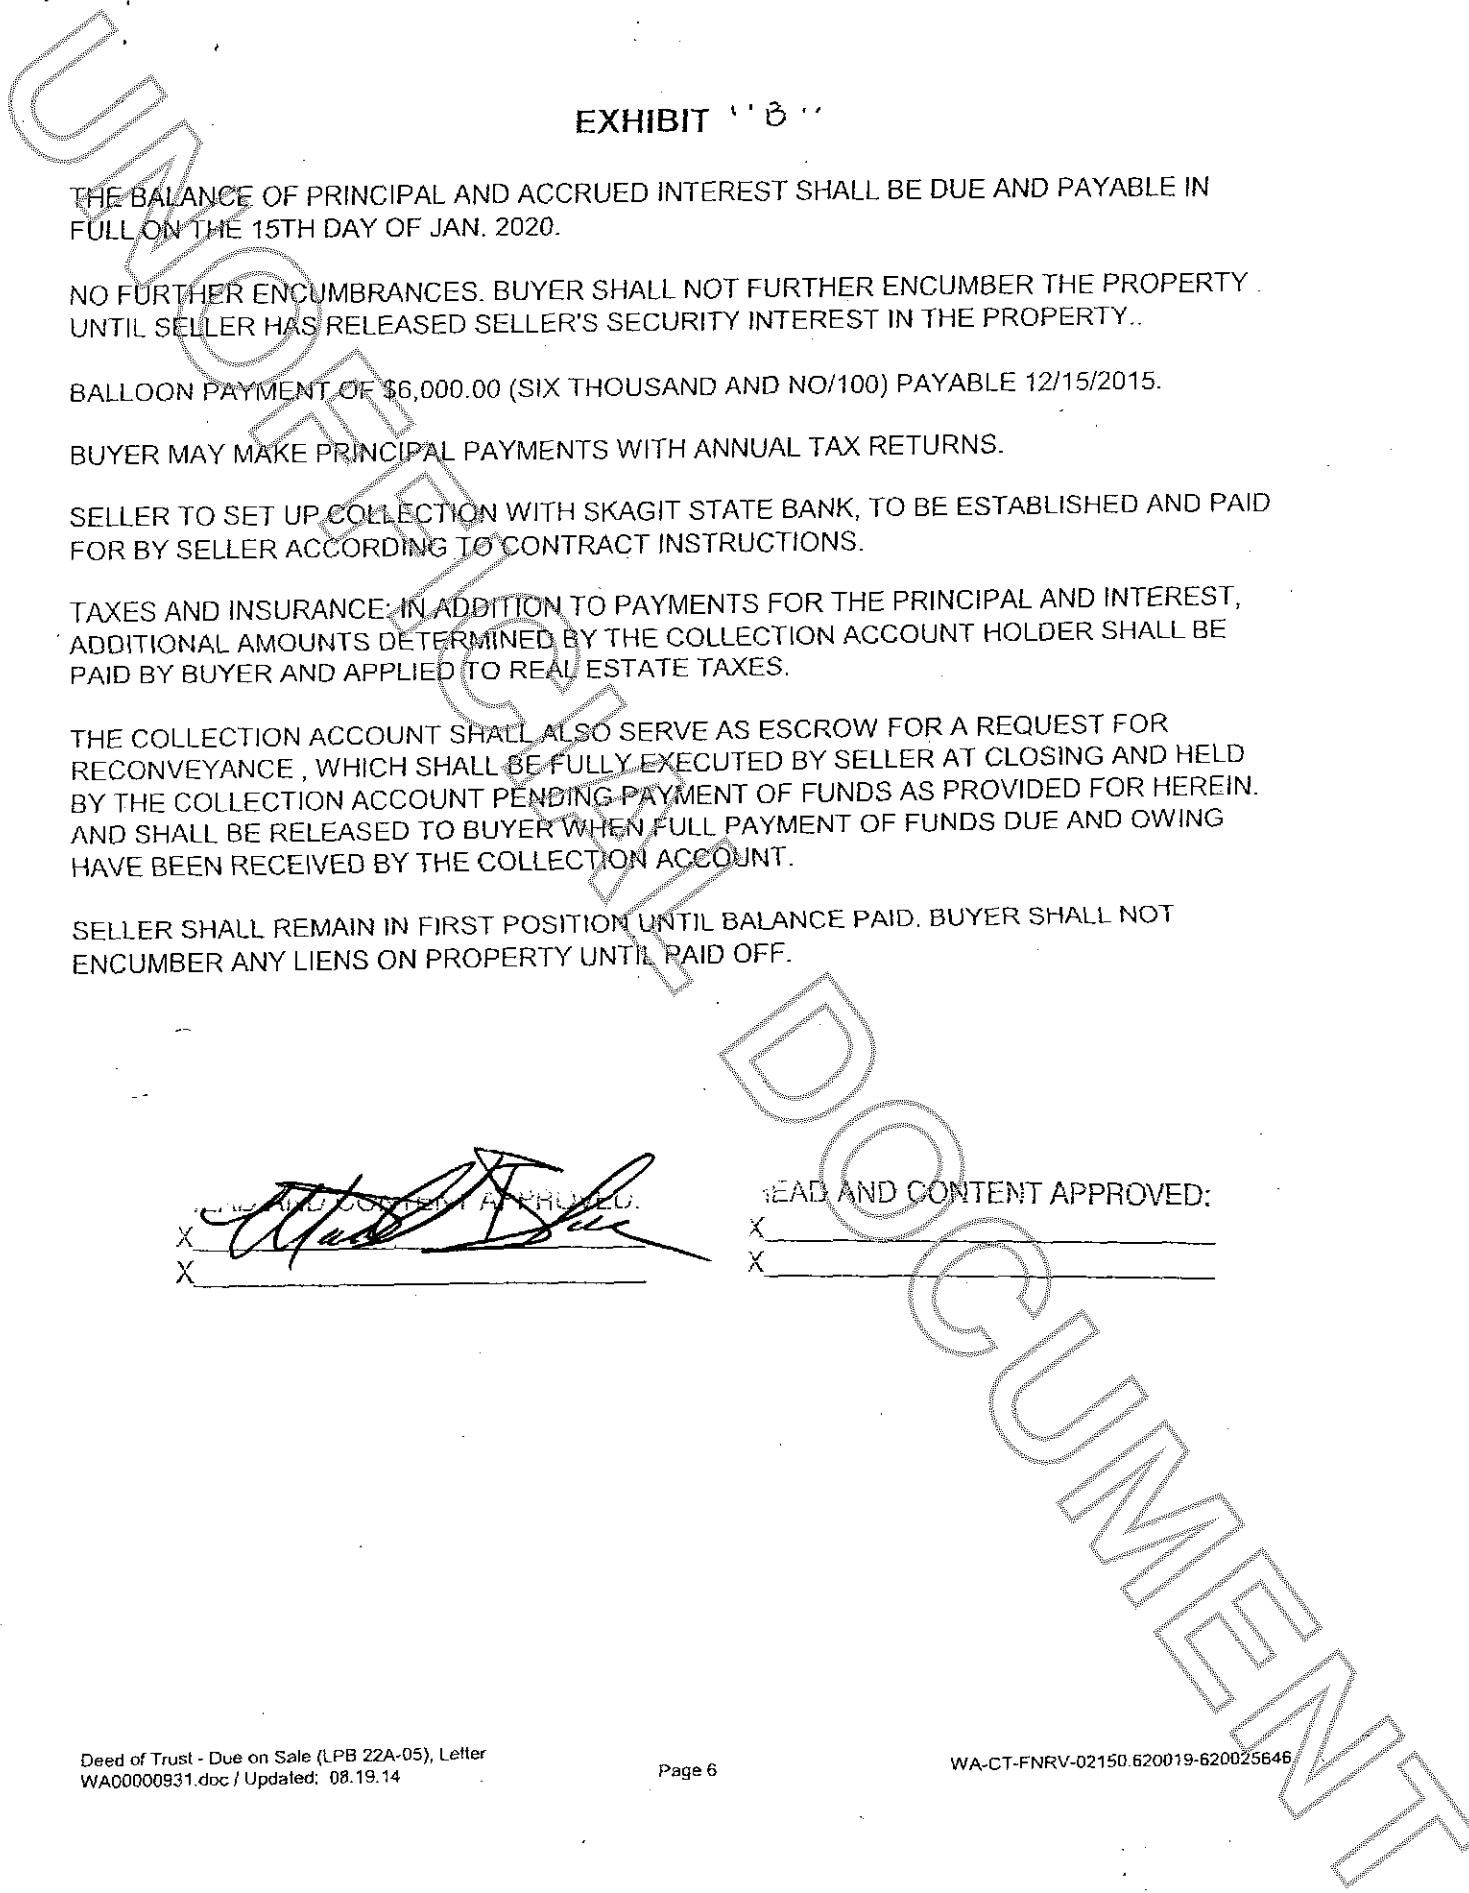 EXHIBIT "B"
THE BALANCE OF PRINCIPAL AND ACCRUED INTEREST SHALL BE DUE AND PAYABLE IN
FULL ON THE 15TH DAY OF JAN. 2020.
NO FURTHER ENCUMBRANCES. BUYER SHALL NOT FURTHER ENCUMBER THE PROPERTY
UNTIL SELLER HAS RELEASED SELLER'S SECURITY INTEREST IN THE PROPERTY..
BALLOON PAYMENT OF $6,000.00 (SIX THOUSAND AND NO/100) PAYABLE 12/15/2015.
BUYER MAY MAKE PRINCIPAL PAYMENTS WITH ANNUAL TAX RETURNS.
SELLER TO SET UP COLLECTION WITH SKAGIT STATE BANK, TO BE ESTABLISHED AND PAID
FOR BY SELLER ACCORDING TO CONTRACT INSTRUCTIONS.
TAXES AND INSURANCE: IN ADDITION TO PAYMENTS FOR THE PRINCIPAL AND INTEREST,
ADDITIONAL AMOUNTS DETERMINED BY THE COLLECTION ACCOUNT HOLDER SHALL BE
PAID BY BUYER AND APPLIED TO REAL ESTATE TAXES.
THE COLLECTION ACCOUNT SHALL ALSO SERVE AS ESCROW FOR A REQUEST FOR
RECONVEYANCE , WHICH SHALL BE FULLY EXECUTED BY SELLER AT CLOSING AND HELD
BY THE COLLECTION ACCOUNT PENDING PAYMENT OF FUNDS AS PROVIDED FOR HEREIN.
AND SHALL BE RELEASED TO BUYER WHEN FULL PAYMENT OF FUNDS DUE AND OWING
HAVE BEEN RECEIVED BY THE COLLECTION ACCOUNT.
SELLER SHALL REMAIN IN FIRST POSITION UNTIL BALANCE PAID. BUYER SHALL NOT
ENCUMBER ANY LIENS ON PROPERTY UNTIL PAID OFF.
AND CONTENT APPROVED:
X
X
READ AND CONTENT APPROVED:
X
X
Deed of Trust - Due on Sale (LPB 22A-05), Letter
WA00000931.doc / Updated: 08.19.14
Page 6
WA-CT-FNRV-02150.620019-620025646
UNOFFICIAL DOCUMENT